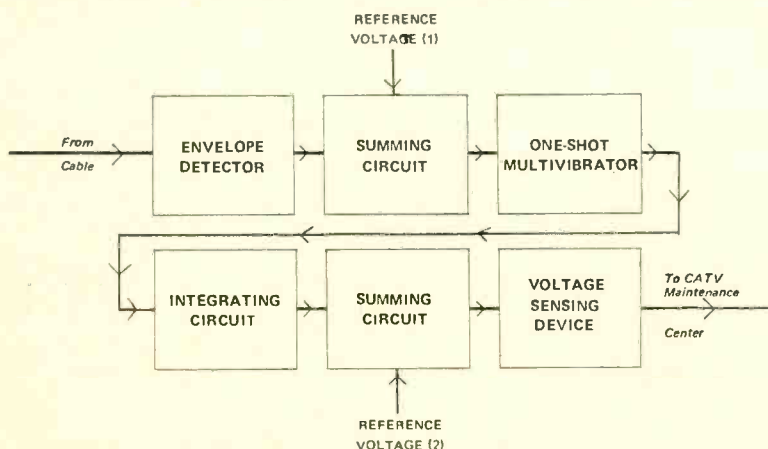 REFERENCE
VOLTAGE (1)
From
Cable
ENVELOPE
DETECTOR
SUMMING
CIRCUIT
ONE-SHOT
MULTIVIBRATOR
INTEGRATING
CIRCUIT
SUMMING
CIRCUIT
VOLTAGE
SENSING
DEVICE
To CATV
Maintenance
Center
REFERENCE
VOLTAGE (2)